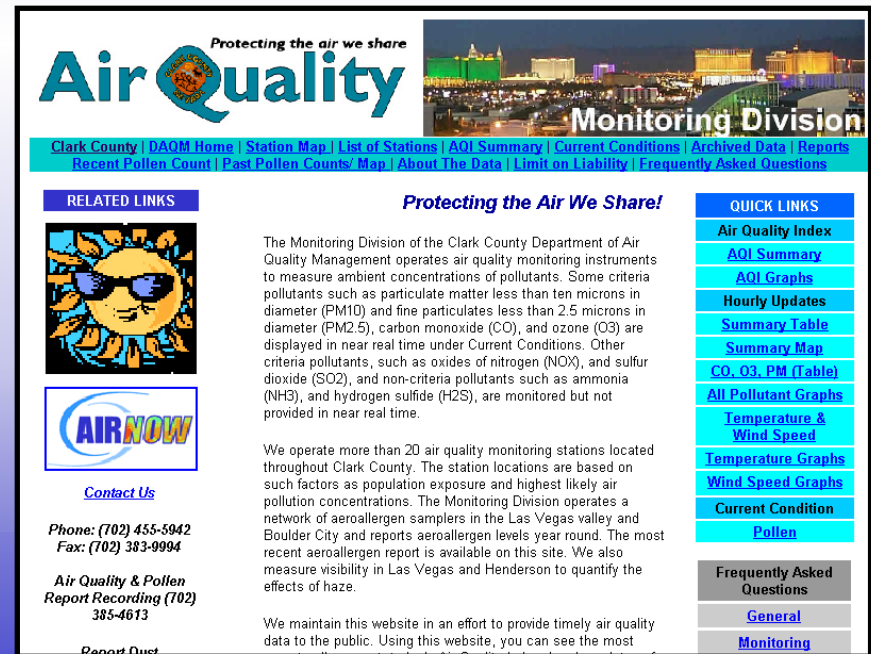 Protecting the air we share
Air Quality
Monitoring Division
Clark County | DAQM Home | Station Map | List of Stations | AQI Summary | Current Conditions | Archived Data | Reports
Recent Pollen Count | Past Pollen Counts/ Map | About The Data | Limit on Liability | Frequently Asked Questions
RELATED LINKS
AIRNOW
Contact Us
Phone: (702) 455-5942
Fax: (702) 383-9994
Air Quality & Pollen
Report Recording (702)
385-4613
Report Dust
Protecting the Air We Share!
The Monitoring Division of the Clark County Department of Air
Quality Management operates air quality monitoring instruments
to measure ambient concentrations of pollutants. Some criteria
pollutants such as particulate matter less than ten microns in
diameter (PM10) and fine particulates less than 2.5 microns in
diameter (PM2.5), carbon monoxide (CO), and ozone (O3) are
displayed in near real time under Current Conditions. Other
criteria pollutants, such as oxides of nitrogen (NOX), and sulfur
dioxide (SO2), and non-criteria pollutants such as ammonia
(NH3), and hydrogen sulfide (H2S), are monitored but not
provided in near real time.
We operate more than 20 air quality monitoring stations located
throughout Clark County. The station locations are based on
such factors as population exposure and highest likely air
pollution concentrations. The Monitoring Division operates a
network of aeroallergen samplers in the Las Vegas valley and
Boulder City and reports aeroallergen levels year round. The most
recent aeroallergen report is available on this site. We also
measure visibility in Las Vegas and Henderson to quantify the
effects of haze.
We maintain this website in an effort to provide timely air quality
data to the public. Using this website, you can see the most
QUICK LINKS
Air Quality Index
AQI Summary
AQI Graphs
Hourly Updates
Summary Table
Summary Map
CO, O3, PM (Table)
All Pollutant Graphs
Temperature &
Wind Speed
Temperature Graphs
Wind Speed Graphs
Current Condition
Pollen
Frequently Asked
Questions
General
Monitoring